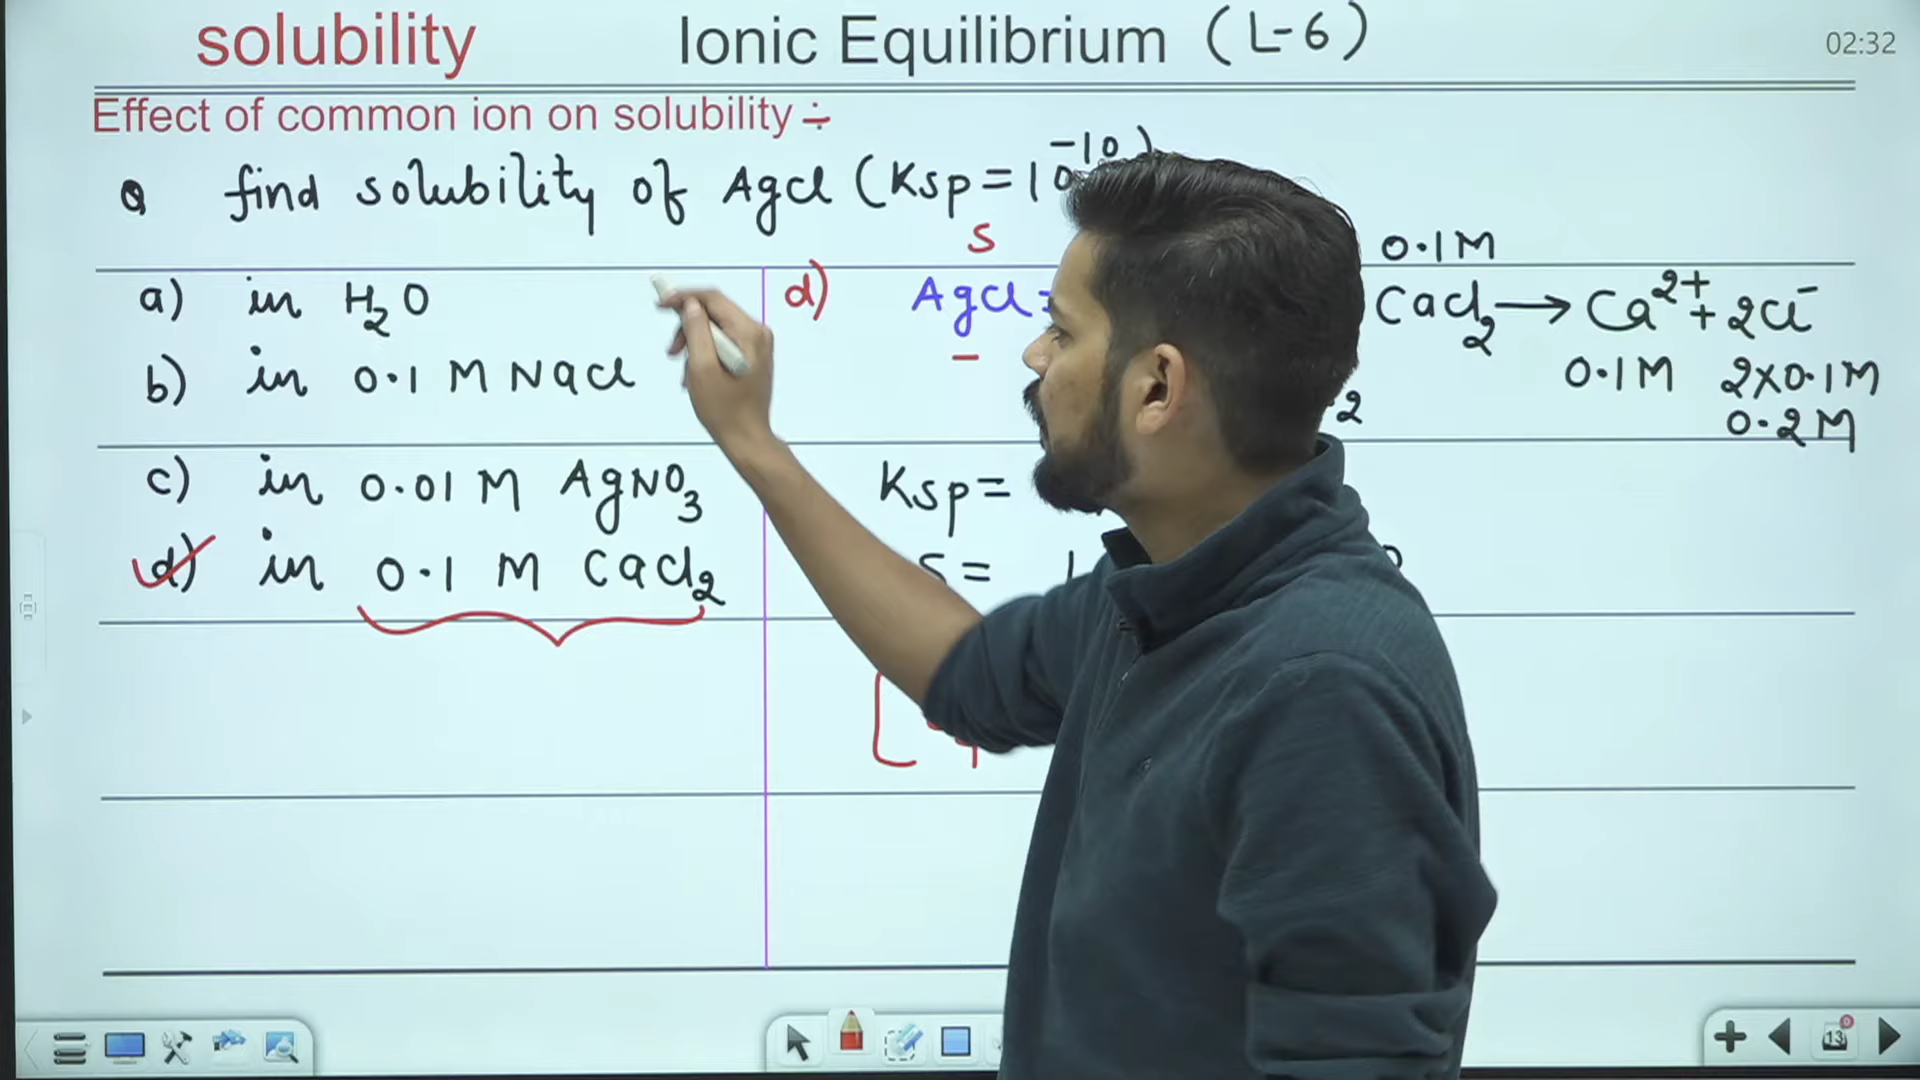 solubility Ionic Equilibrium (L-6)
02:32
Effect of common ion on solubility ÷
Q find solubility of AgCl (Ksp = 10⁻¹⁰)
a) in H₂O
b) in 0.1 M NaCl
c) in 0.01 M AgNO₃
d) in 0.1 M CaCl₂
S
d) AgCl
Ksp =
S = 1
0.1M
CaCl₂ → Ca²⁺ + 2Cl⁻
0.1M 2×0.1M
0.2M
13